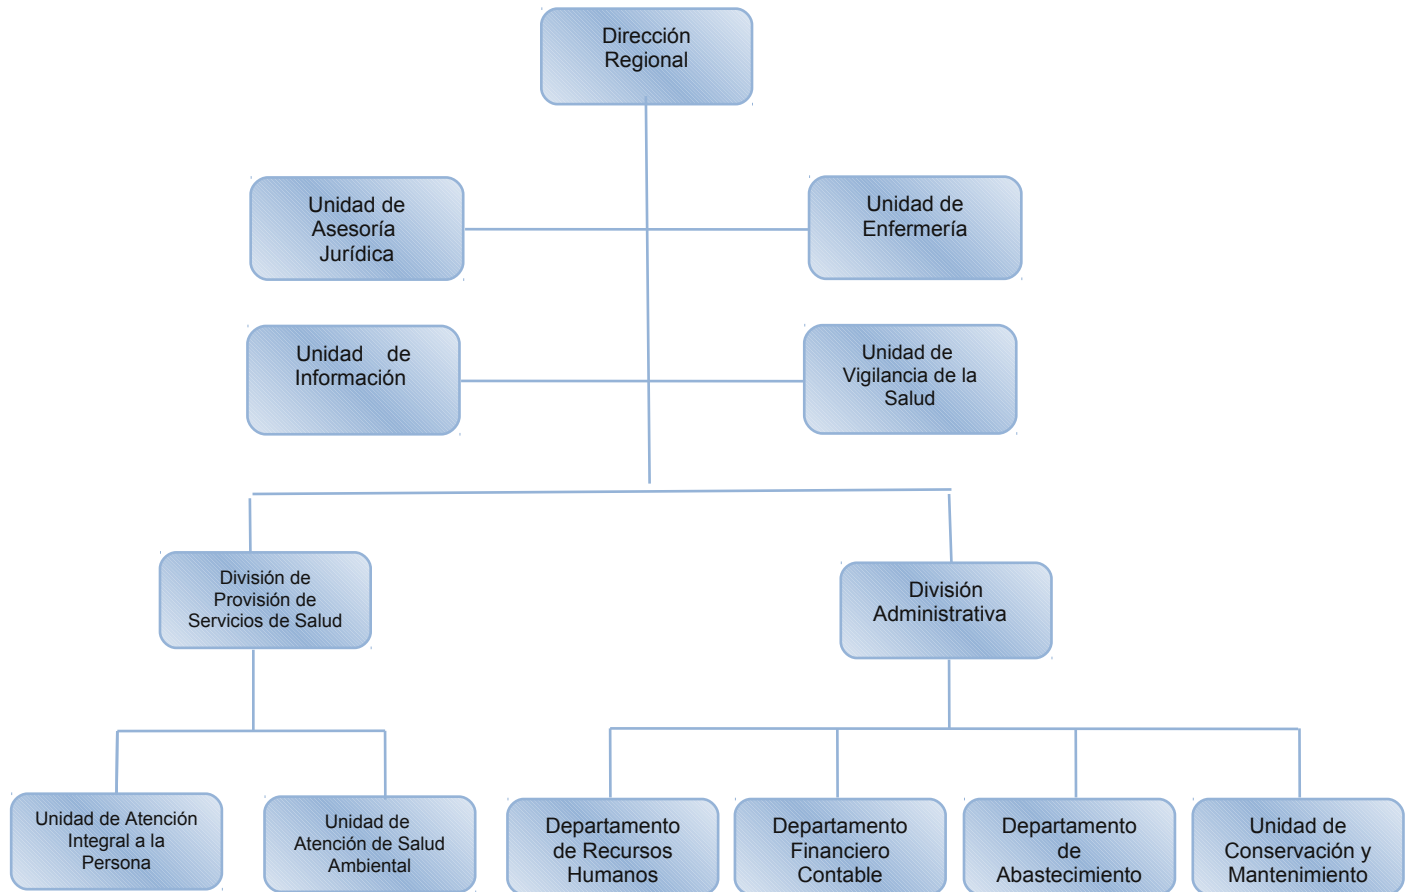 Dirección
Regional
Unidad de
Asesoría
Jurídica
Unidad de
Enfermería
Unidad de
Información
Unidad de
Vigilancia de la
Salud
División de
Provisión de
Servicios de Salud
División
Administrativa
Unidad de Atención
Integral a la
Persona
Unidad de
Atención de Salud
Ambiental
Departamento
de Recursos
Humanos
Departamento
Financiero
Contable
Departamento
de
Abastecimiento
Unidad de
Conservación y
Mantenimiento